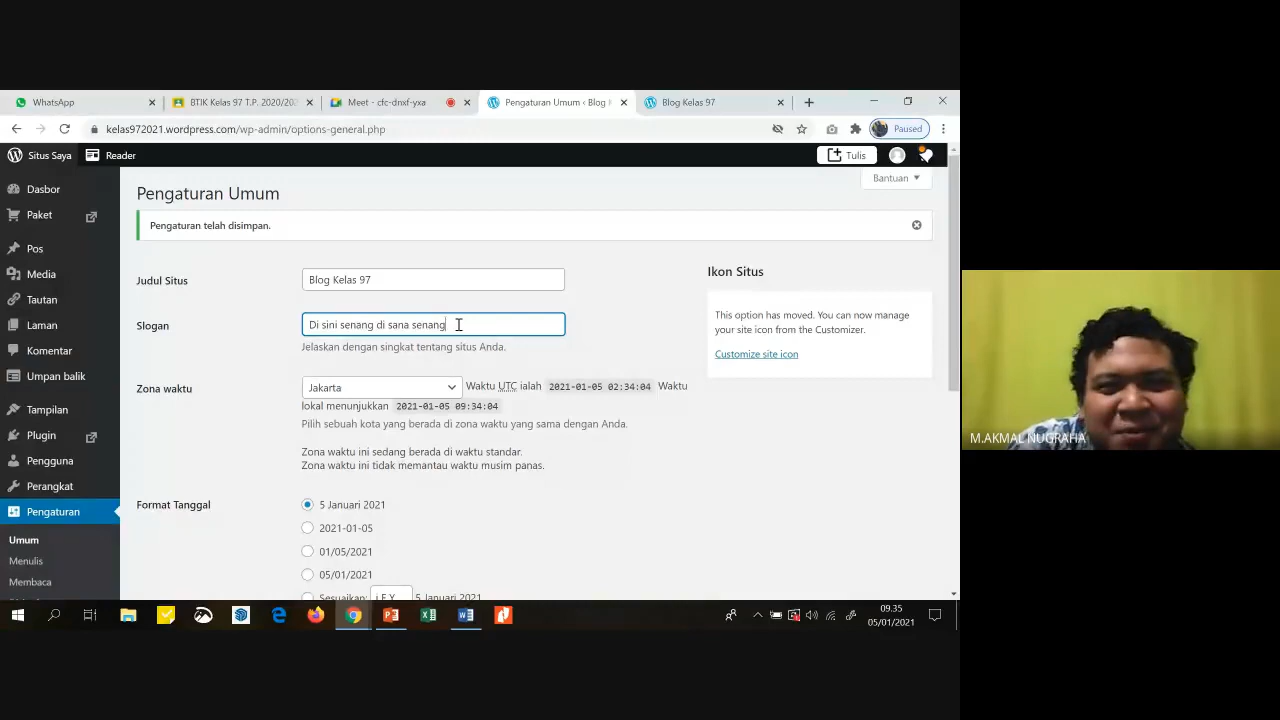 WhatsApp
BTIK Kelas 97 T.P. 2020/202
Meet - cfc-dnxf-yxa
Pengaturan Umum ‹ Blog K
Blog Kelas 97
kelas972021.wordpress.com/wp-admin/options-general.php
Paused
Situs Saya
Reader
Tulis
Bantuan
Dasbor
Paket
Pos
Media
Tautan
Laman
Komentar
Umpan balik
Tampilan
Plugin
Pengguna
Perangkat
Pengaturan
Umum
Menulis
Membaca
Pengaturan Umum
Pengaturan telah disimpan.
Judul Situs
Blog Kelas 97
Slogan
Di sini senang di sana senang
Jelaskan dengan singkat tentang situs Anda.
Zona waktu
Jakarta
Waktu UTC ialah 2021-01-05 02:34:04 Waktu
lokal menunjukkan 2021-01-05 09:34:04
Pilih sebuah kota yang berada di zona waktu yang sama dengan Anda.
Zona waktu ini sedang berada di waktu standar.
Zona waktu ini tidak memantau waktu musim panas.
Format Tanggal
5 Januari 2021
2021-01-05
01/05/2021
05/01/2021
Sesuaikan: 5 Januari 2021
Ikon Situs
This option has moved. You can now manage
your site icon from the Customizer.
Customize site icon
M.AKMAL NUGRAHA
09.35
05/01/2021